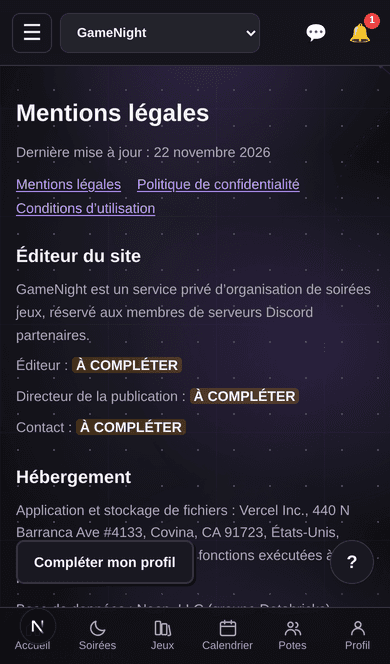 GameNight
1
Mentions légales
Dernière mise à jour : 22 novembre 2026
Mentions légales Politique de confidentialité
Conditions d'utilisation
Éditeur du site
GameNight est un service privé d'organisation de soirées
jeux, réservé aux membres de serveurs Discord
partenaires.
Éditeur : À COMPLÉTER
Directeur de la publication : À COMPLÉTER
Contact : À COMPLÉTER
Hébergement
Application et stockage de fichiers : Vercel Inc., 440 N
Barranca Ave #4133, Covina, CA 91723, États-Unis,
fonctions exécutées à
Compléter mon profil
?
N
Accueil
Soirées
Jeux
Calendrier
Potes
Profil